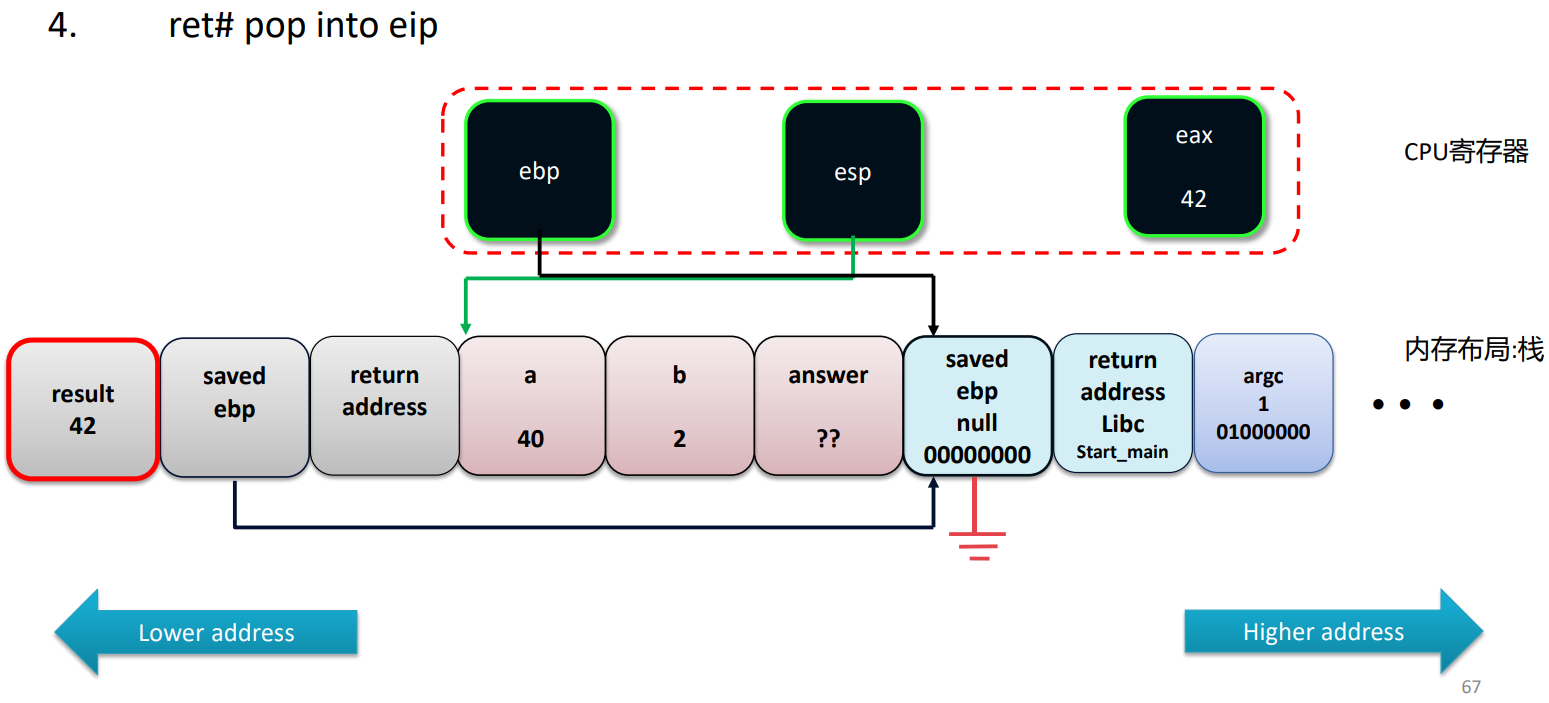 4. ret# pop into eip
ebp
esp
eax
42
CPU寄存器
result
42
saved
ebp
return
address
a
40
b
2
answer
??
saved
ebp
null
00000000
return
address
Libc
Start_main
argc
1
01000000
内存布局:栈
• • •
Lower address
Higher address
67